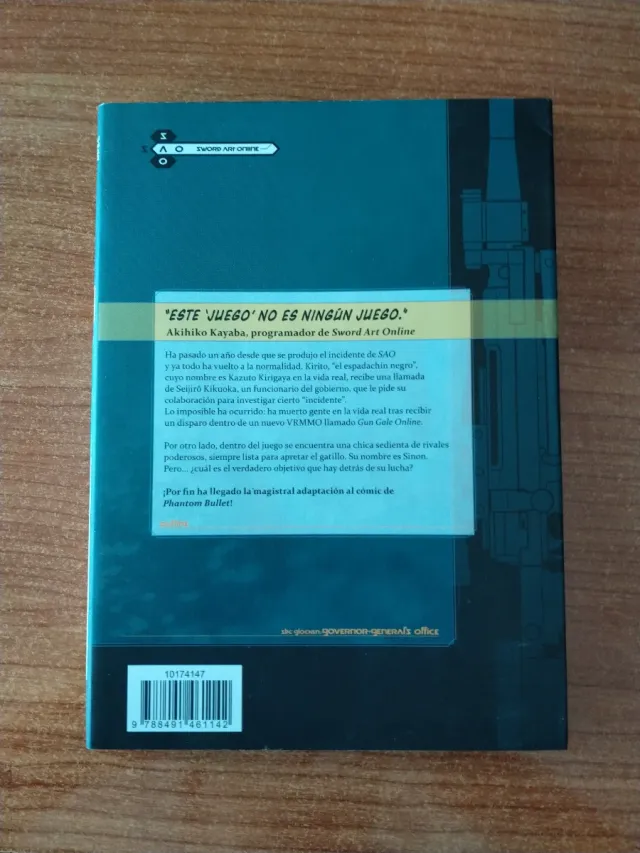 SAO
SWORD ART ONLINE
"ESTE 'JUEGO' NO ES NINGÚN JUEGO."
Akihiko Kayaba, programador de Sword Art Online
Ha pasado un año desde que se produjo el incidente de SAO
y ya todo ha vuelto a la normalidad. Kirito, "el espadachín negro",
cuyo nombre es Kazuto Kirigaya en la vida real, recibe una llamada
de Seijirô Kikuoka, un funcionario del gobierno, que le pide su
colaboración para investigar cierto "incidente".
Lo imposible ha ocurrido: ha muerto gente en la vida real tras recibir
un disparo dentro de un nuevo VRMMO llamado Gun Gale Online.
Por otro lado, dentro del juego se encuentra una chica sedienta de rivales
poderosos, siempre lista para apretar el gatillo. Su nombre es Sinon.
Pero... ¿cuál es el verdadero objetivo que hay detrás de su lucha?
¡Por fin ha llegado la magistral adaptación al cómic de
Phantom Bullet!
GOVERNOR-GENERAL'S OFFICE
10174147
9 788491 461142